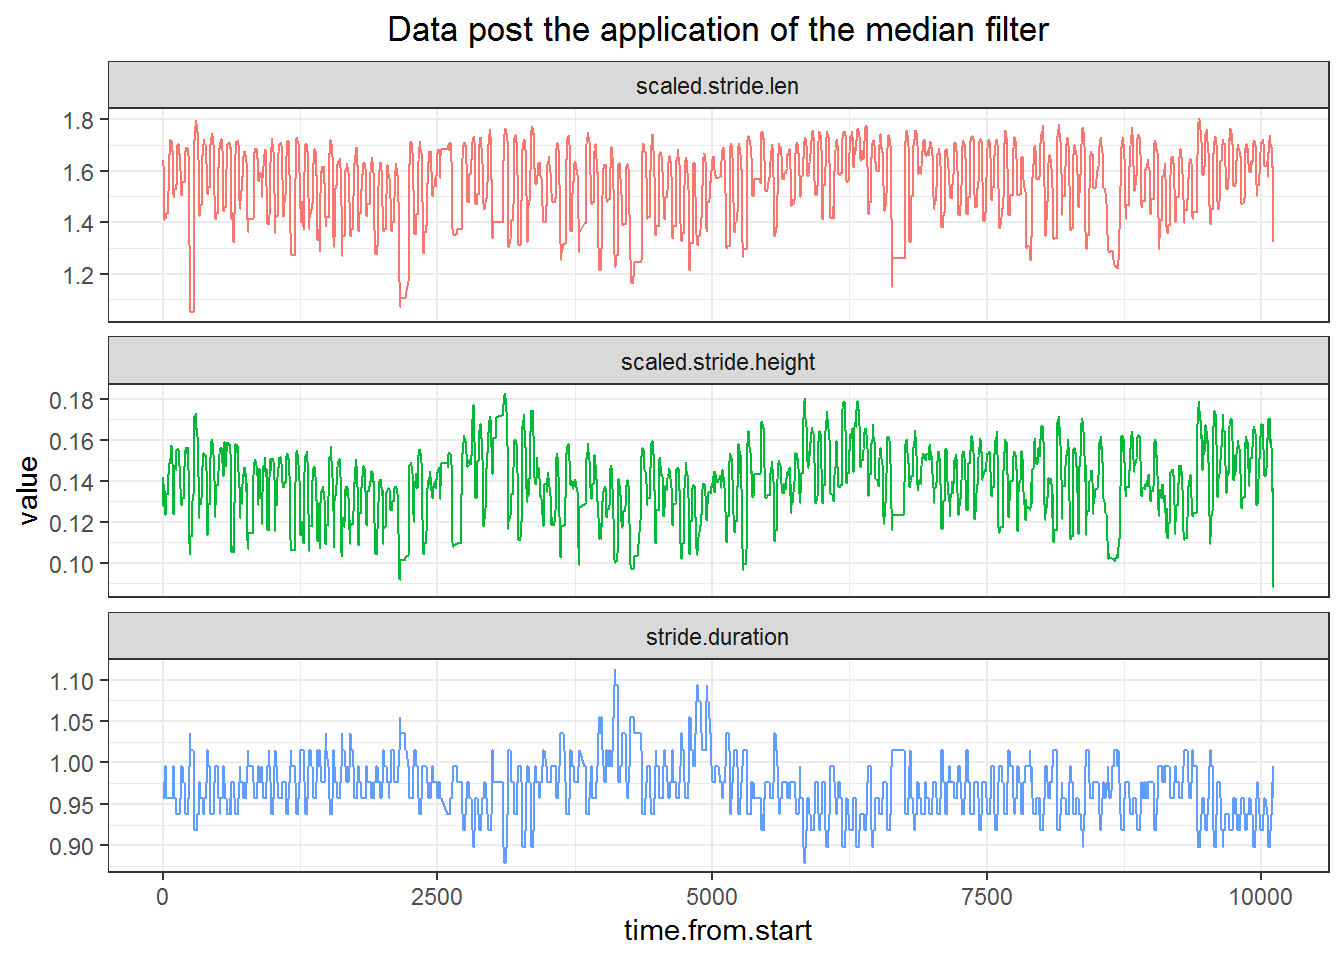 Data post the application of the median filter
scaled.stride.len
1.8
1.6
1.4
1.2
scaled.stride.height
0.18
0.16
0.14
0.12
0.10
value
stride.duration
1.10
1.05
1.00
0.95
0.90
0 2500 5000 7500 10000
time.from.start